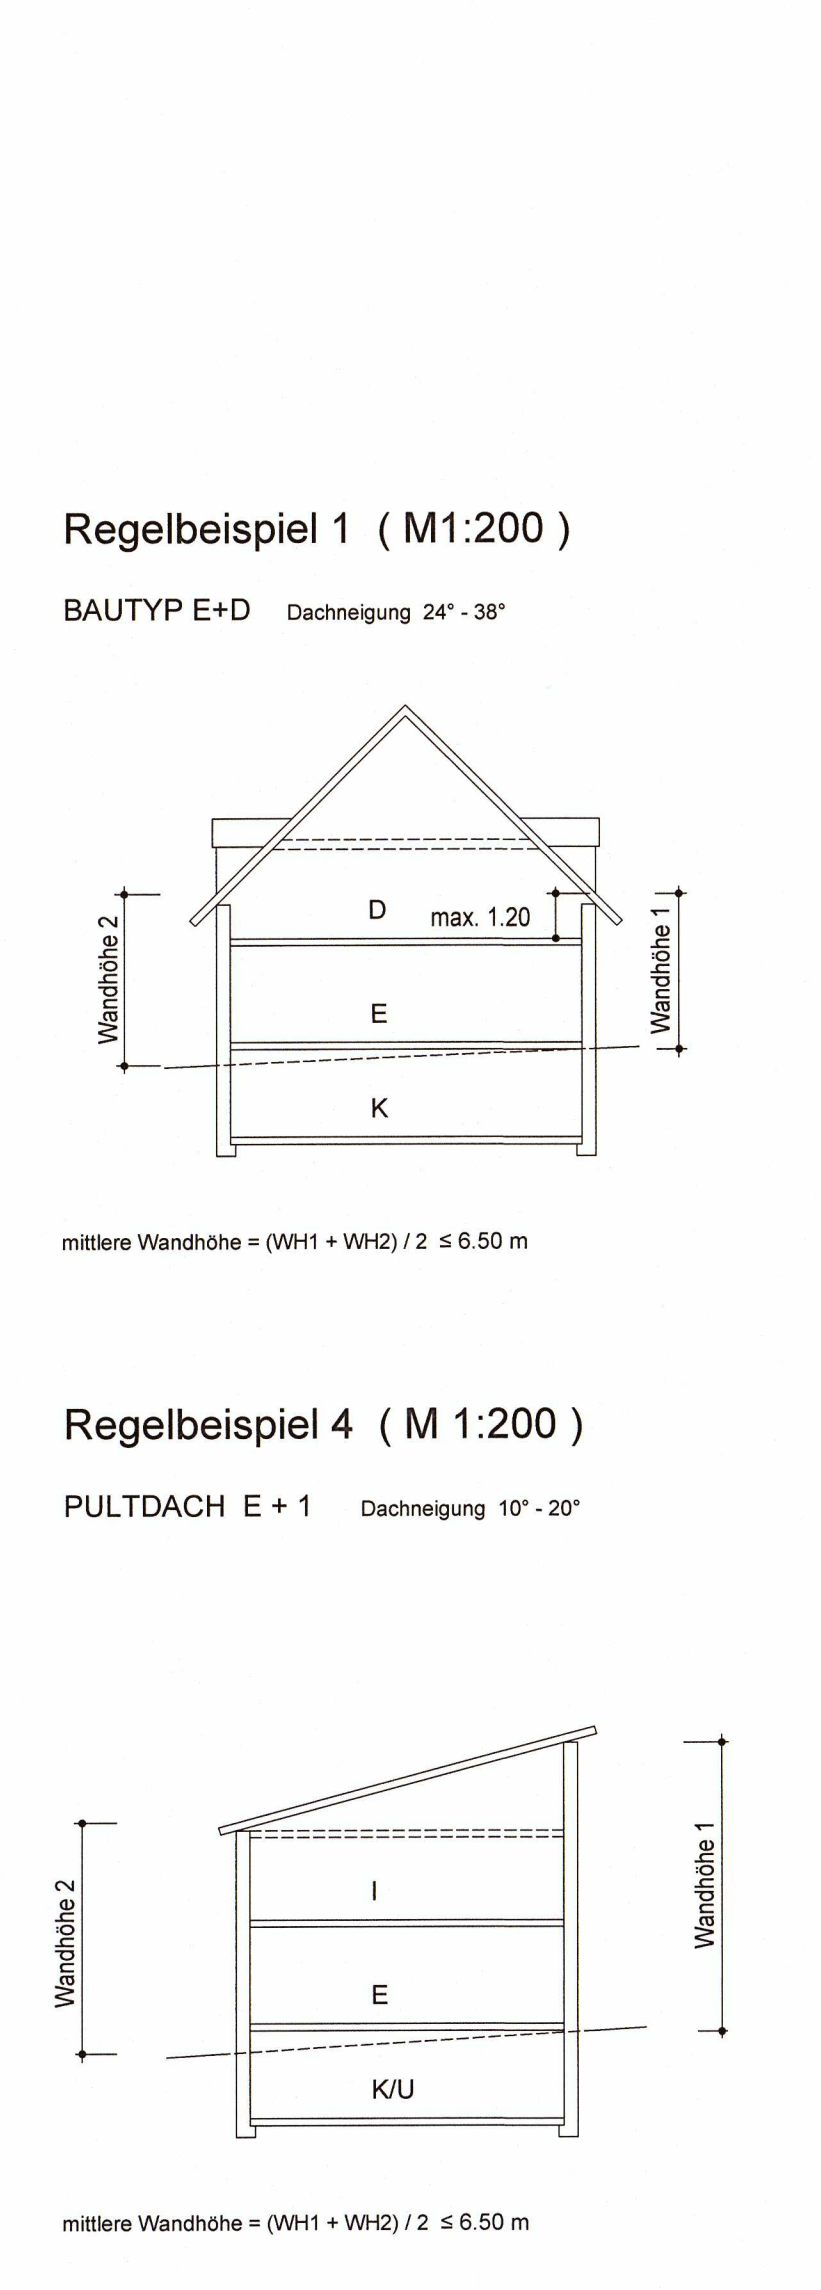 Regelbeispiel 1 ( M1:200 )
BAUTYP E+D Dachneigung 24° - 38°
D
max. 1.20
Wandhöhe 2
Wandhöhe 1
E
K
mittlere Wandhöhe = (WH1 + WH2) / 2 ≤ 6.50 m
Regelbeispiel 4 ( M 1:200 )
PULTDACH E + 1 Dachneigung 10° - 20°
Wandhöhe 2
Wandhöhe 1
I
E
K/U
mittlere Wandhöhe = (WH1 + WH2) / 2 ≤ 6.50 m